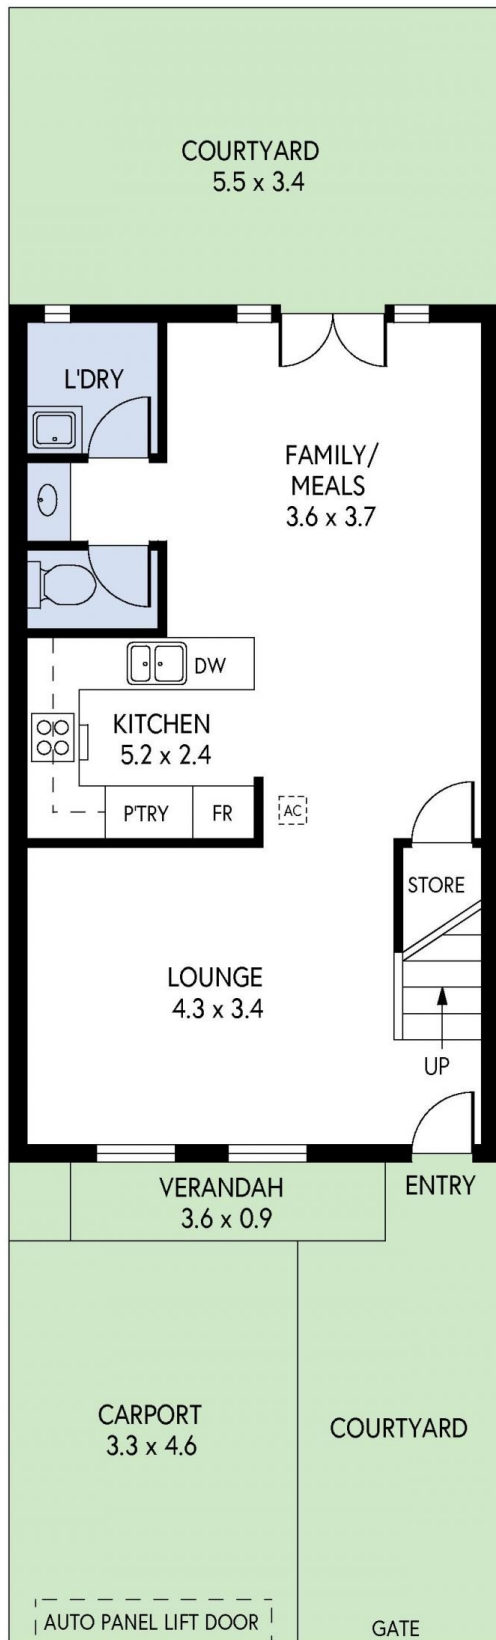 COURTYARD
5.5 x 3.4
L'DRY
FAMILY/
MEALS
3.6 x 3.7
DW
KITCHEN
5.2 x 2.4
P'TRY
FR
AC
STORE
LOUNGE
4.3 x 3.4
UP
VERANDAH
3.6 x 0.9
ENTRY
CARPORT
3.3 x 4.6
COURTYARD
AUTO PANEL LIFT DOOR
GATE